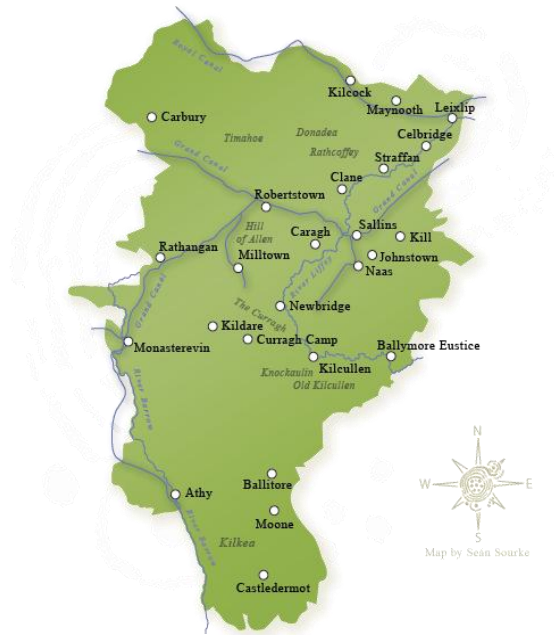 Royal Canal
Kilcock
Maynooth
Leixlip
Carbury
Timahoe
Donadea
Celbridge
Rathcoffey
Straffan
Grand Canal
Clane
Grand Canal
Robertstown
Hill
of Allen
Caragh
Sallins
Kill
Rathangan
Milltown
Johnstown
Naas
River Liffey
Grand Canal
The Curragh
Newbridge
Kildare
Curragh Camp
Monasterevin
Ballymore Eustice
Kilcullen
Knockaulin
Old Kilcullen
River Barrow
Ballitore
Athy
Moone
River Barrow
Kilkea
Castledermot
N
W
E
S
Map by Sean Sourke